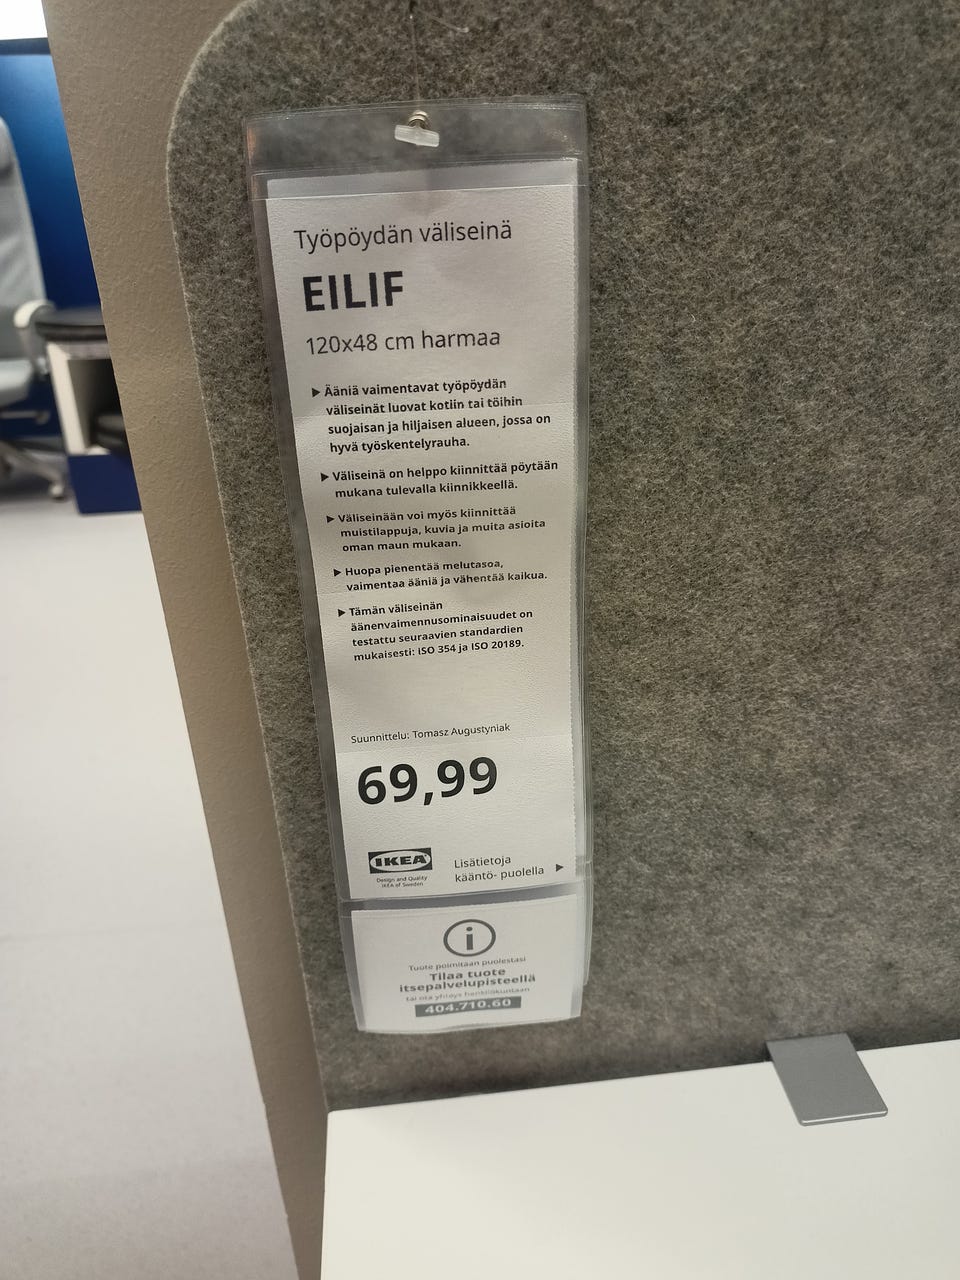 Työpöydän väliseinä
EILIF
120x48 cm harmaa
▶ Ääniä vaimentavat työpöydän
väliseinät luovat kotiin tai töihin
suojaisan ja hiljaisen alueen, jossa on
hyvä työskentelyrauha.
▶ Väliseinä on helppo kiinnittää pöytään
mukana tulevalla kiinnikkeellä.
▶ Väliseinään voi myös kiinnittää
muistilappuja, kuvia ja muita asioita
oman maun mukaan.
▶ Huopa pienentää melutasoa,
vaimentaa ääniä ja vähentää kaikua.
▶ Tämän väliseinän
äänenvaimennusominaisuudet on
testattu seuraavien standardien
mukaisesti: ISO 354 ja ISO 20189.
Suunnittelu: Tomasz Augustyniak
69,99
IKEA
Design and Quality
IKEA of Sweden
Lisätietoja
kääntö- puolella ▶
i
Tuote poimitaan puolestasi
Tilaa tuote
itsepalvelupisteellä
tai ota yhteys henkilökuntaan
404.710.60